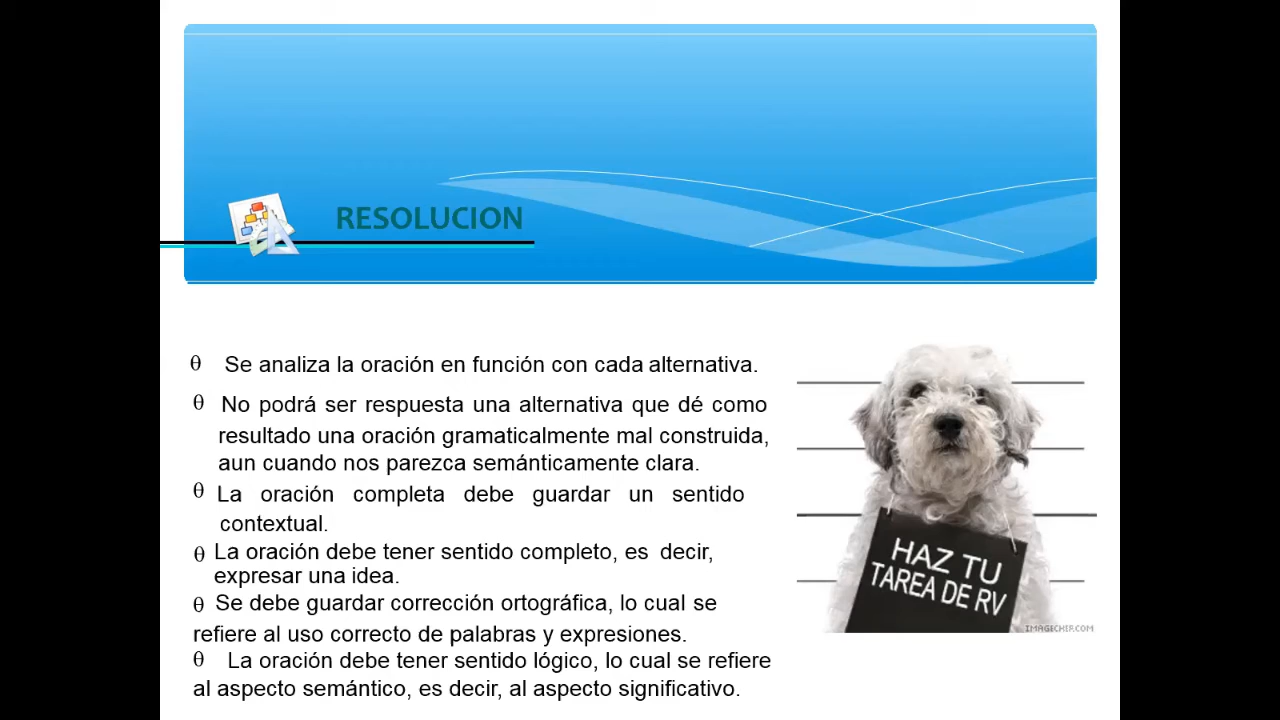 RESOLUCION
θ Se analiza la oración en función con cada alternativa.
θ No podrá ser respuesta una alternativa que dé como
resultado una oración gramaticalmente mal construida,
aun cuando nos parezca semánticamente clara.
θ La oración completa debe guardar un sentido
contextual.
θ La oración debe tener sentido completo, es decir,
expresar una idea.
θ Se debe guardar corrección ortográfica, lo cual se
refiere al uso correcto de palabras y expresiones.
θ La oración debe tener sentido lógico, lo cual se refiere
al aspecto semántico, es decir, al aspecto significativo.
HAZ TU
TAREA DE RV
IMAGECHEF.COM